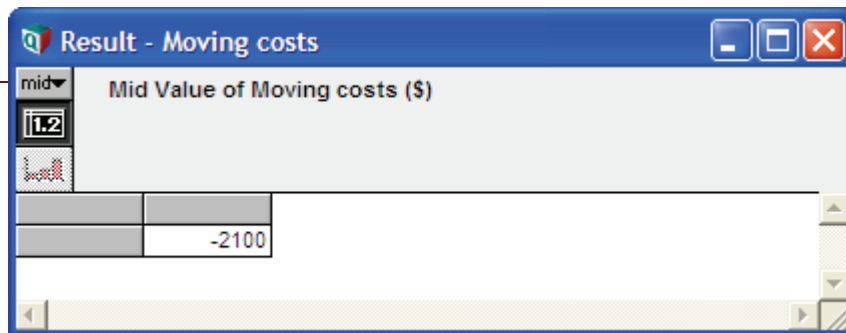 Result - Moving costs
mid
Mid Value of Moving costs ($)
1.2
-2100